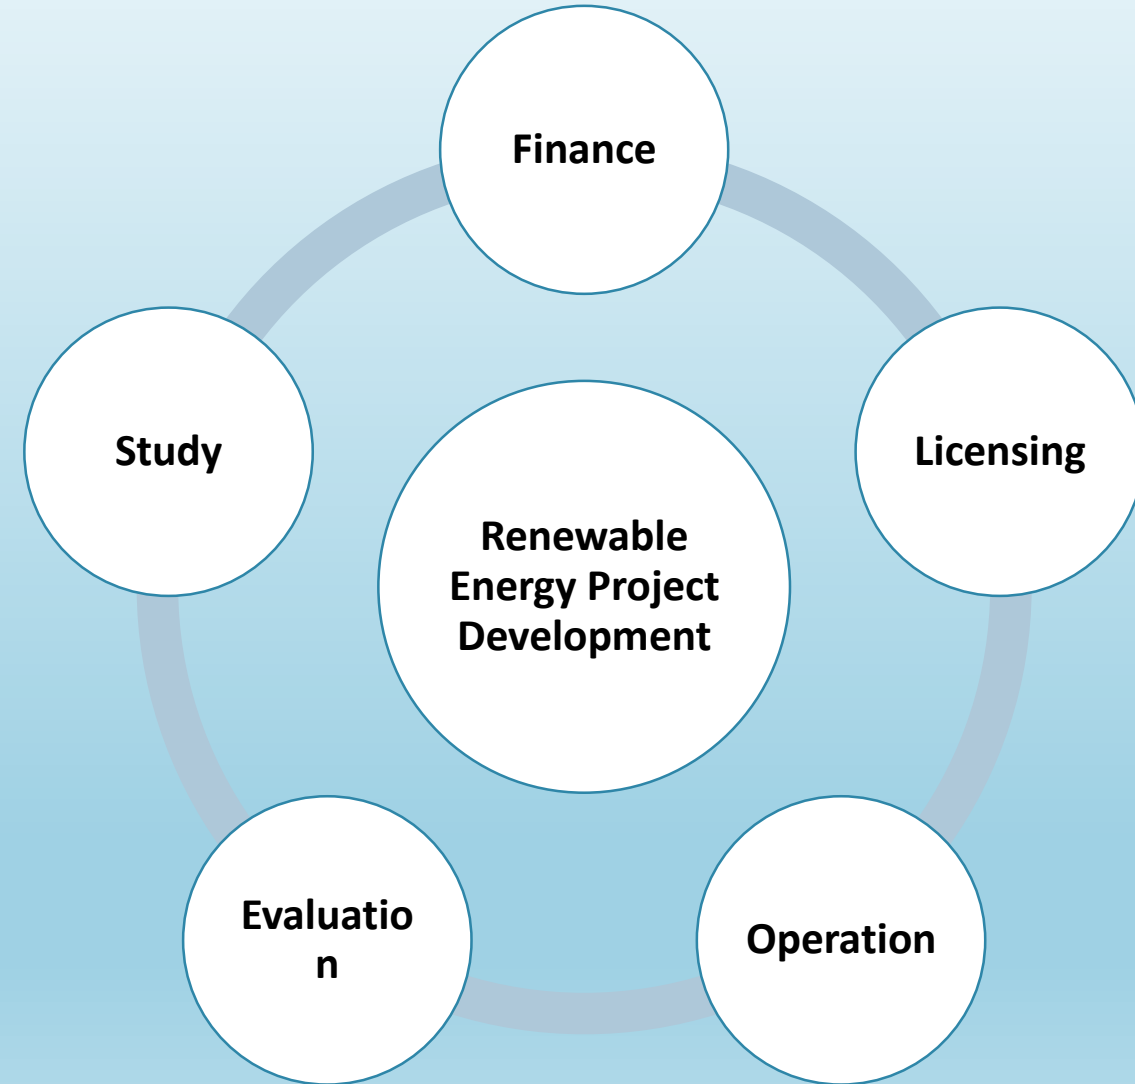 Finance
Study
Licensing
Renewable
Energy Project
Development
Evaluatio
n
Operation